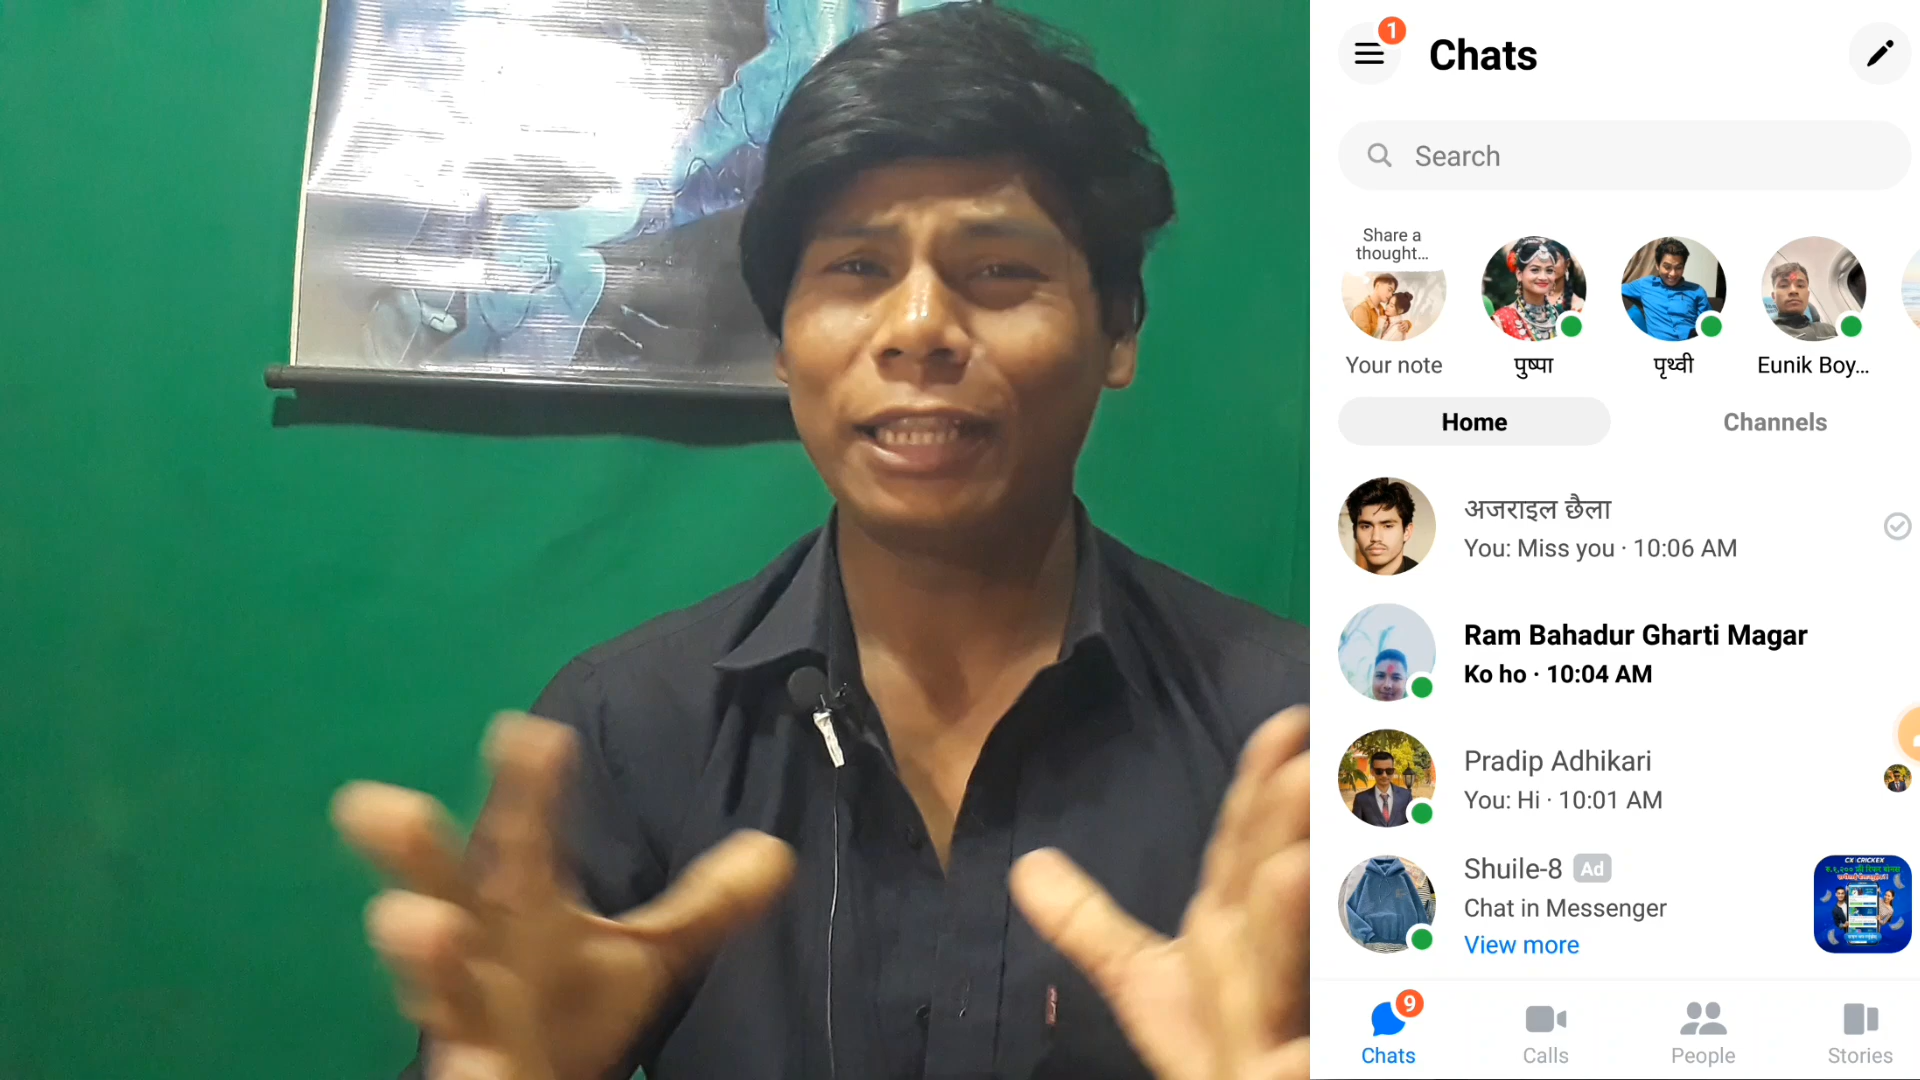 1
Chats
Search
Share a
thought...
Your note
पुष्पा
पृथ्वी
Eunik Boy...
Home
Channels
अजराइल छैला
You: Miss you · 10:06 AM
Ram Bahadur Gharti Magar
Ko ho · 10:04 AM
Pradip Adhikari
You: Hi · 10:01 AM
Shuile-8 Ad
Chat in Messenger
View more
CX CRICKEX
9
Chats
Calls
People
Stories